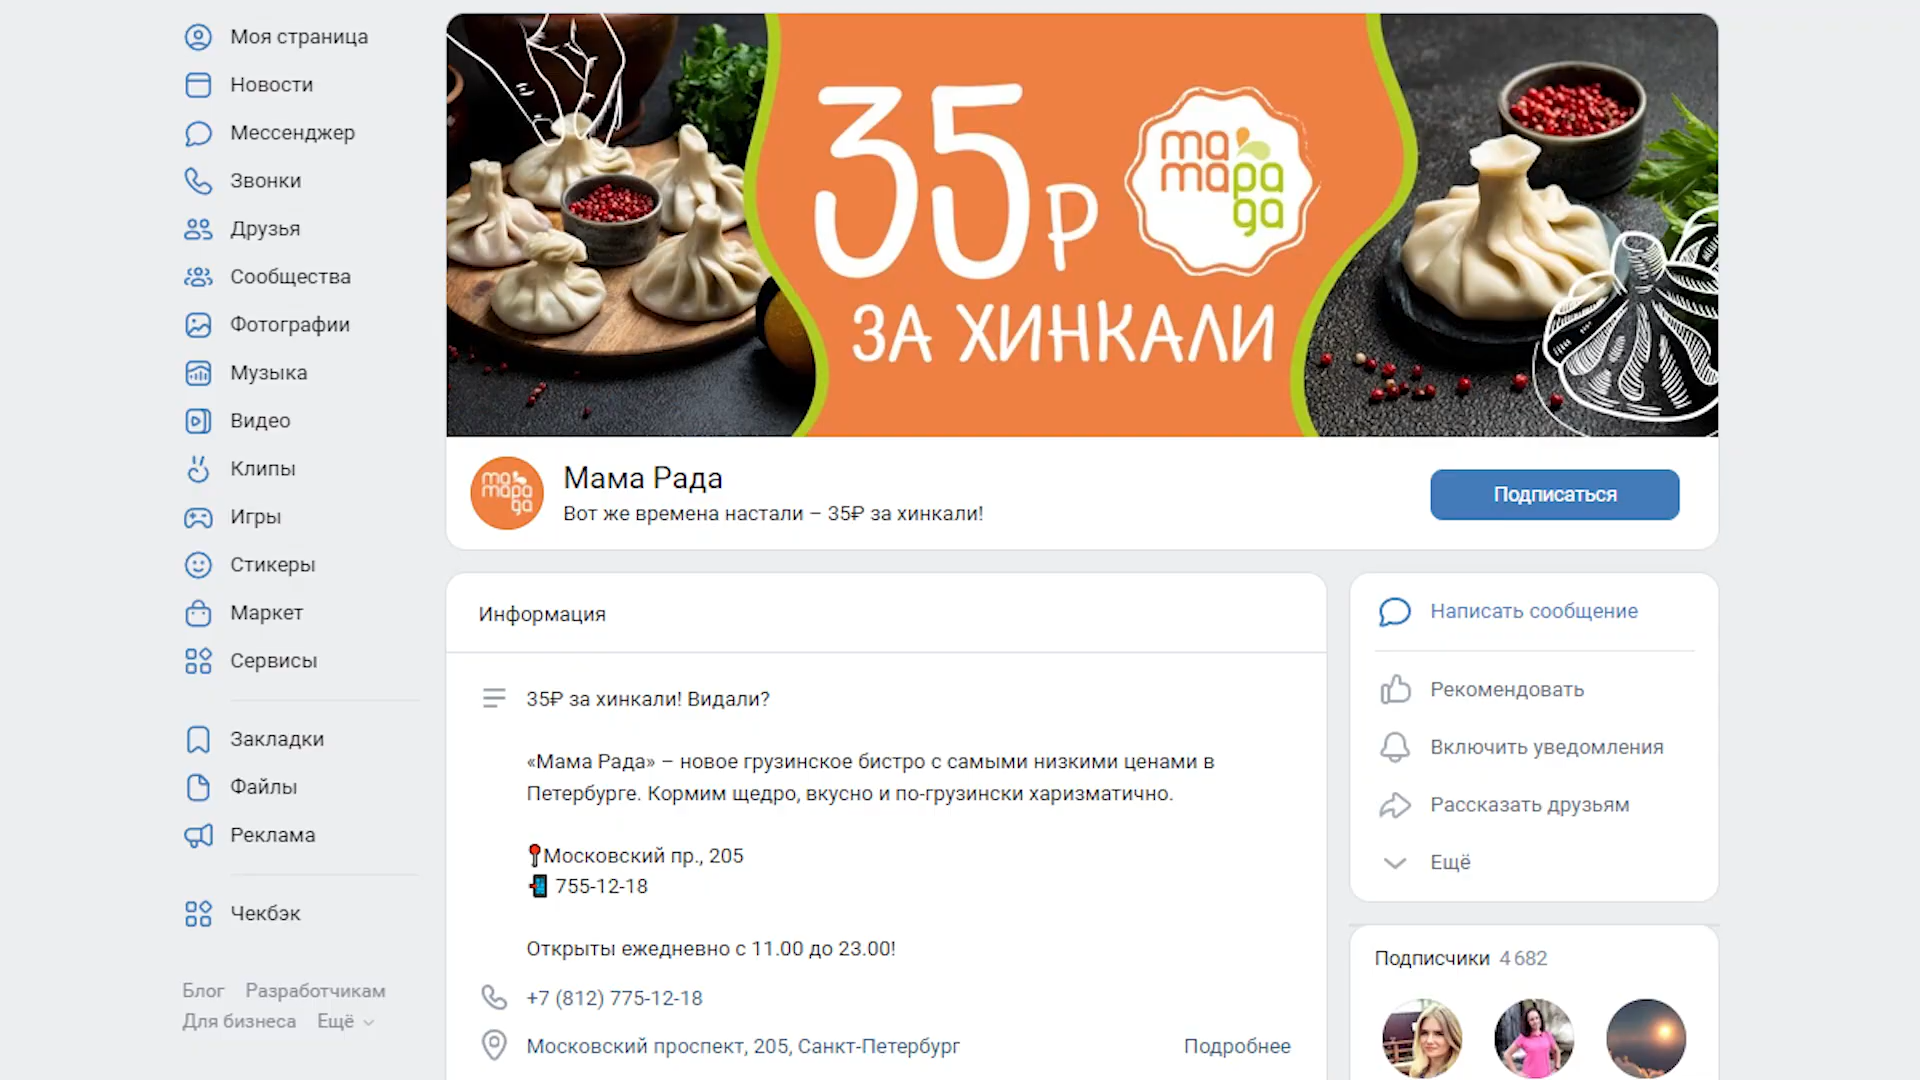 Моя страница
Новости
Мессенджер
Звонки
Друзья
Сообщества
Фотографии
Музыка
Видео
Клипы
Игры
Стикеры
Маркет
Сервисы
Закладки
Файлы
Реклама
Чекбэк
Блог Разработчикам
Для бизнеса Ещё
35р
ма
мара
да
ЗА ХИНКАЛИ
ма
мара
да
Мама Рада
Вот же времена настали – 35₽ за хинкали!
Подписаться
Информация
35₽ за хинкали! Видали?
«Мама Рада» – новое грузинское бистро с самыми низкими ценами в
Петербурге. Кормим щедро, вкусно и по-грузински харизматично.
Московский пр., 205
755-12-18
Открыты ежедневно с 11.00 до 23.00!
+7 (812) 775-12-18
Московский проспект, 205, Санкт-Петербург Подробнее
Написать сообщение
Рекомендовать
Включить уведомления
Рассказать друзьям
Ещё
Подписчики 4 682